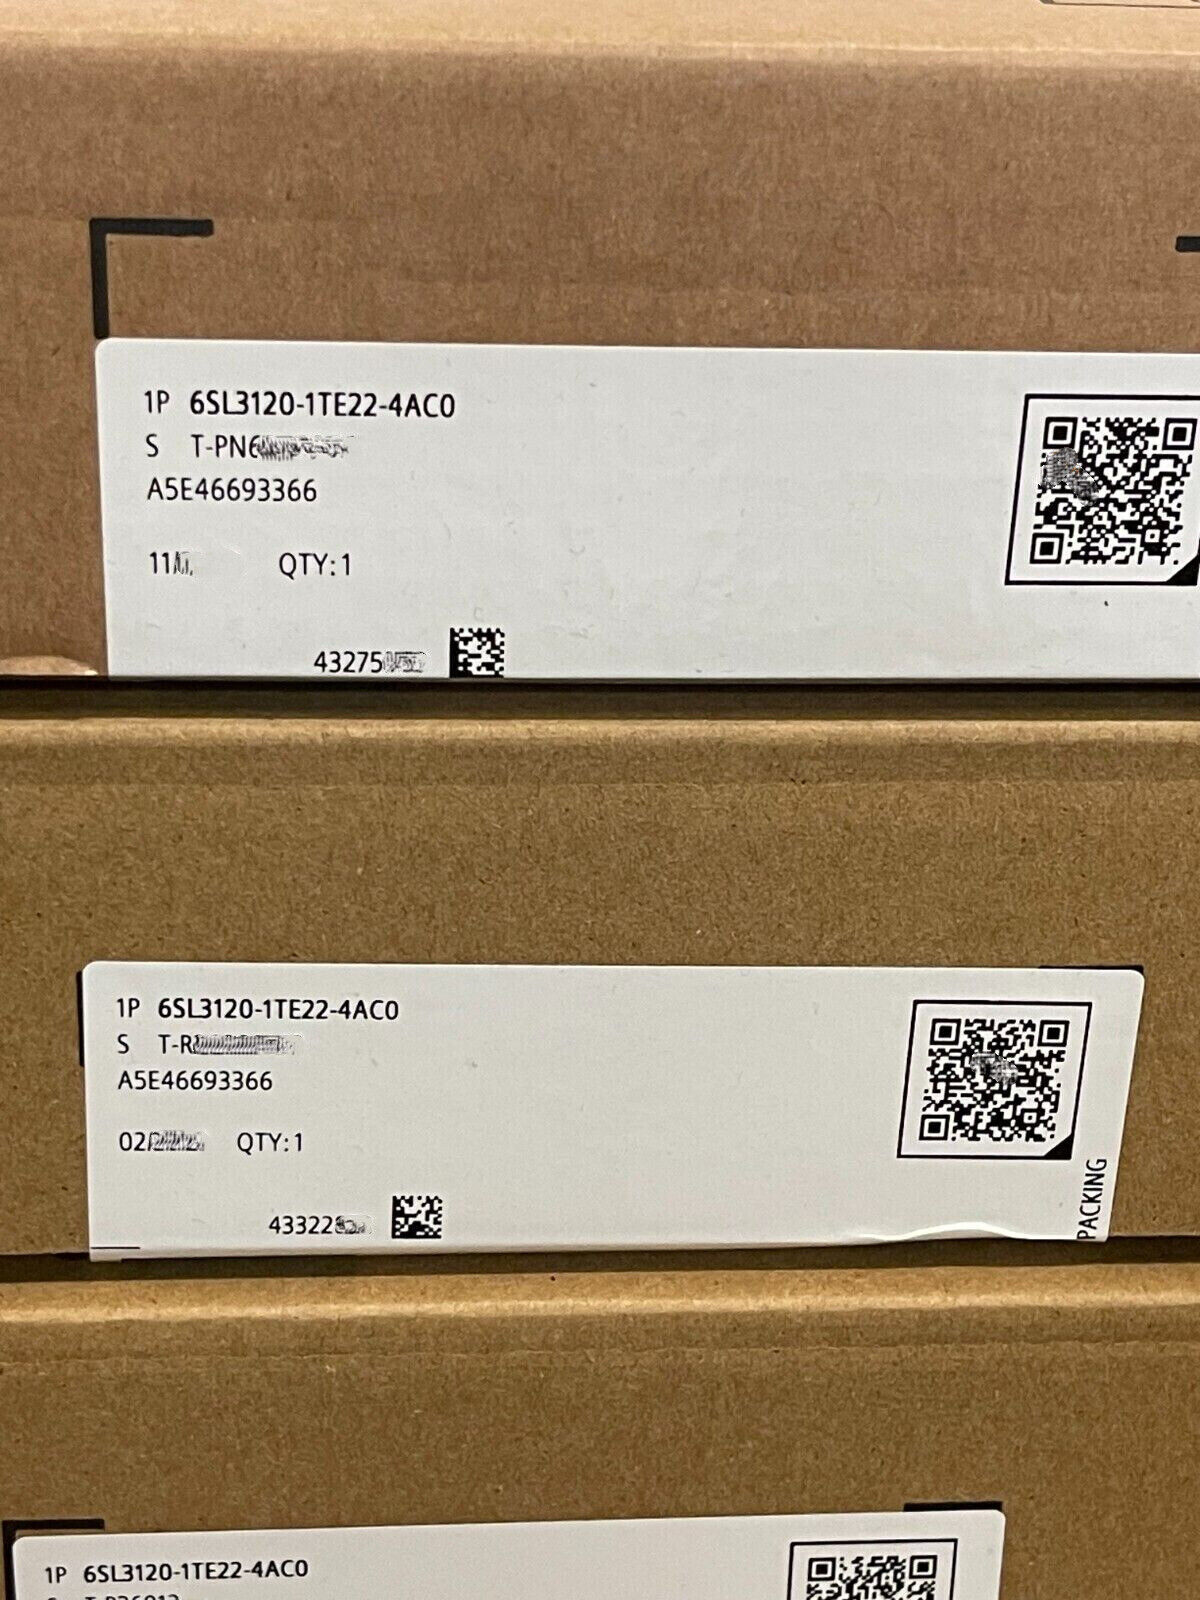 1P 6SL3120-1TE22-4AC0
S T-PN6
A5E46693366
11 QTY: 1
43275
1P 6SL3120-1TE22-4AC0
S T-R
A5E46693366
02 QTY: 1
43322
PACKING
1P 6SL3120-1TE22-4AC0